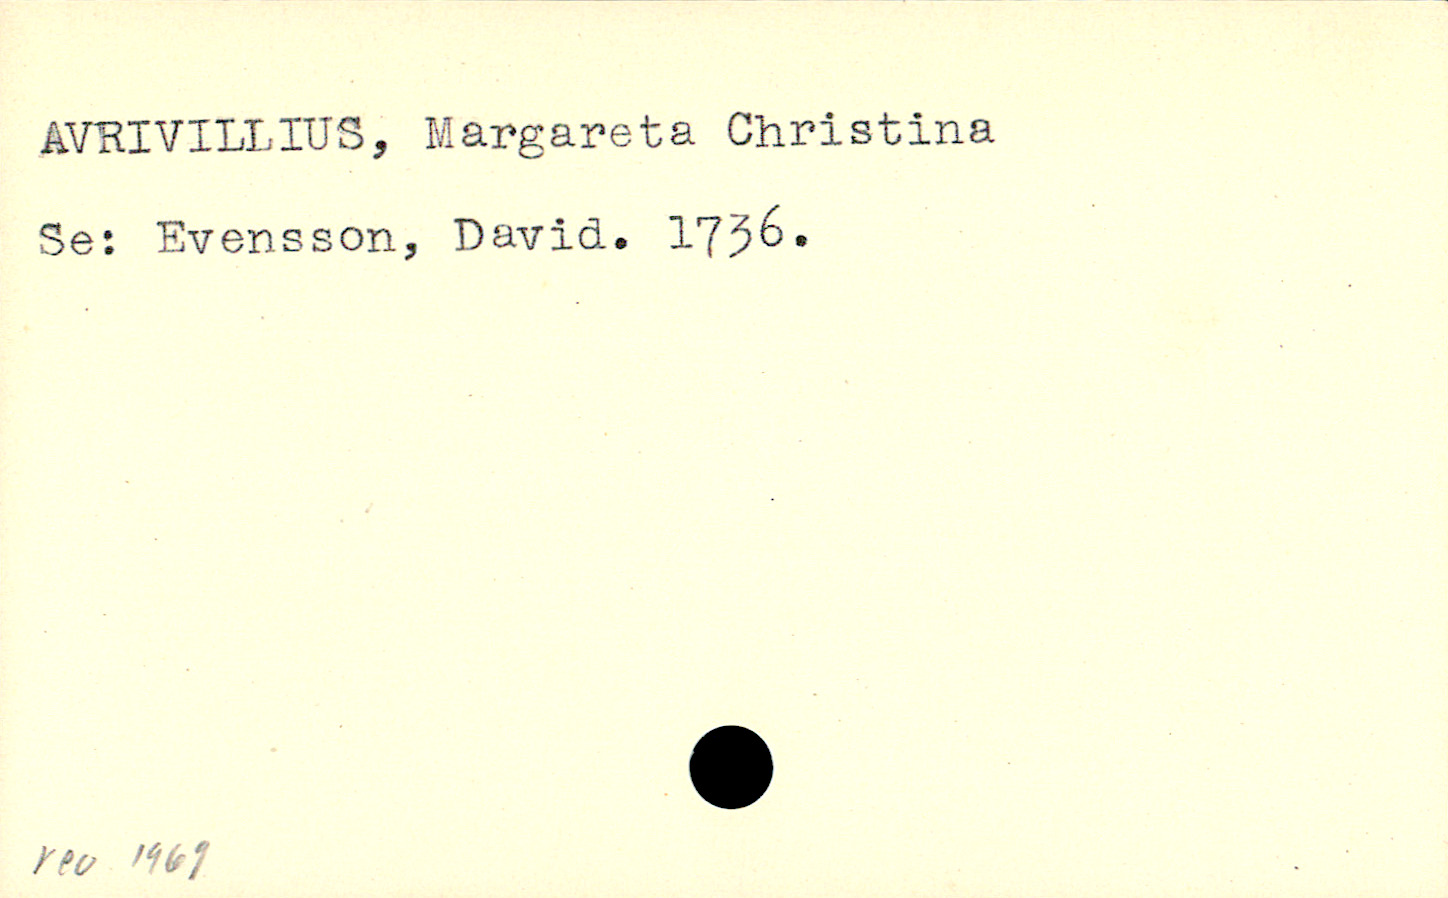 AVRIVILLIUS, Margareta Christina
Se: Evensson, David. 1736.
rev 1969